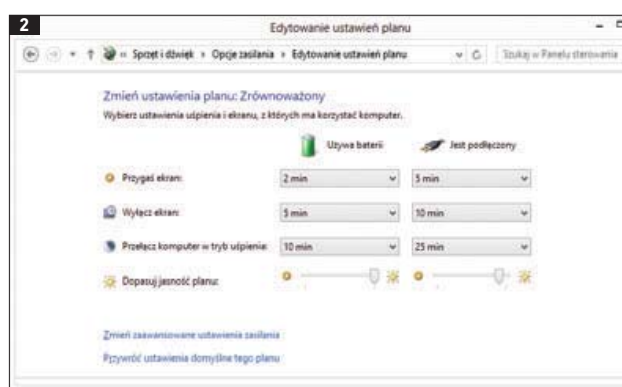 2
Edytowanie ustawień planu
« Sprzęt i dźwięk › Opcje zasilania › Edytowanie ustawień planu
Szukaj w Panelu sterowania
Zmień ustawienia planu: Zrównoważony
Wybierz ustawienia uśpienia i ekranu, z których ma korzystać komputer.
Używa baterii Jest podłączony
Przygaś ekran: 2 min 5 min
Wyłącz ekran: 5 min 10 min
Przełącz komputer w tryb uśpienia: 10 min 25 min
Dopasuj jasność planu:
Zmień zaawansowane ustawienia zasilania
Przywróć ustawienia domyślne tego planu